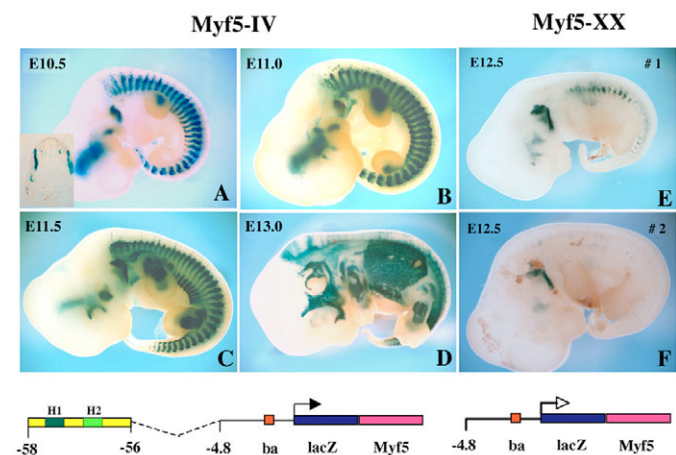 Myf5-IV Myf5-XX
E10.5 E11.0 E12.5 # 1
A B E
E11.5 E13.0 E12.5 # 2
C D F
H1 H2
-58 -56 -4.8 ba lacZ Myf5 -4.8 ba lacZ Myf5